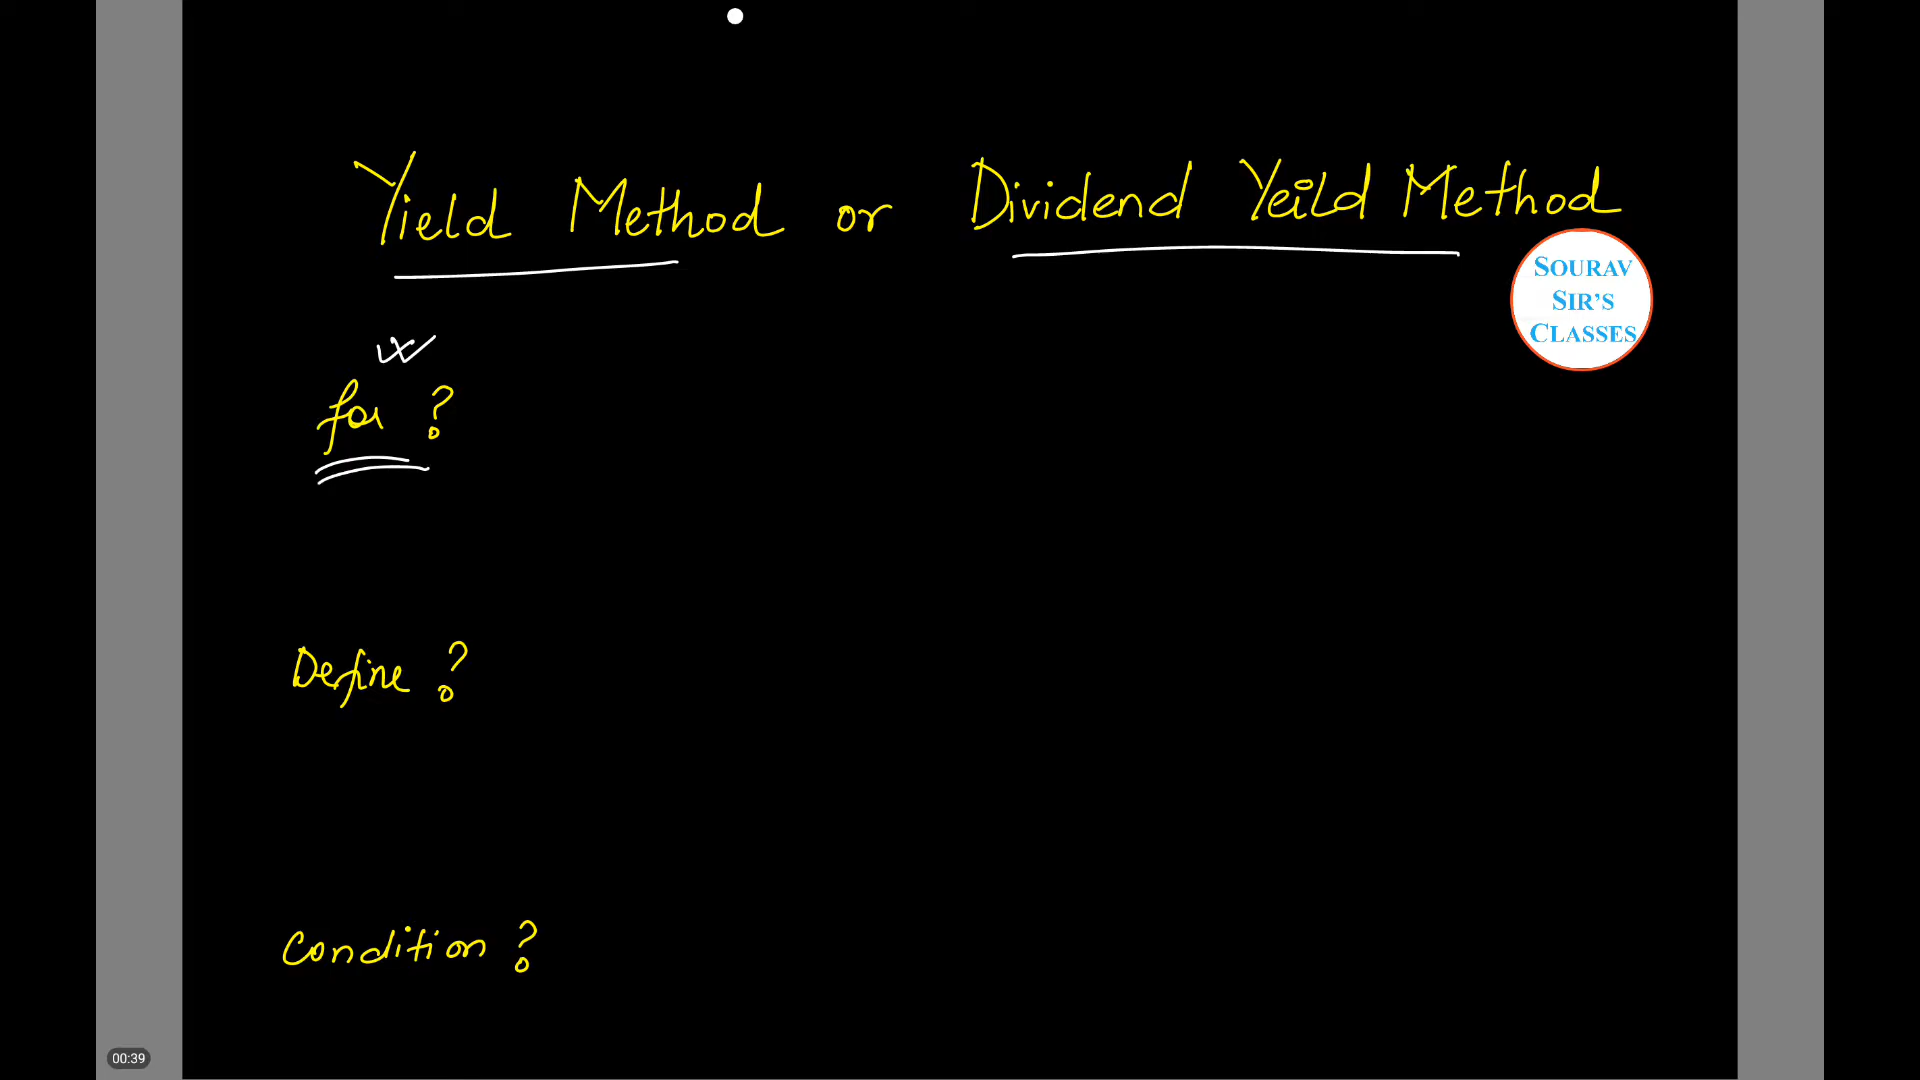 Yield Method or Dividend Yeild Method
SOURAV
SIR'S
CLASSES
for ?
Define ?
Condition ?
00:39